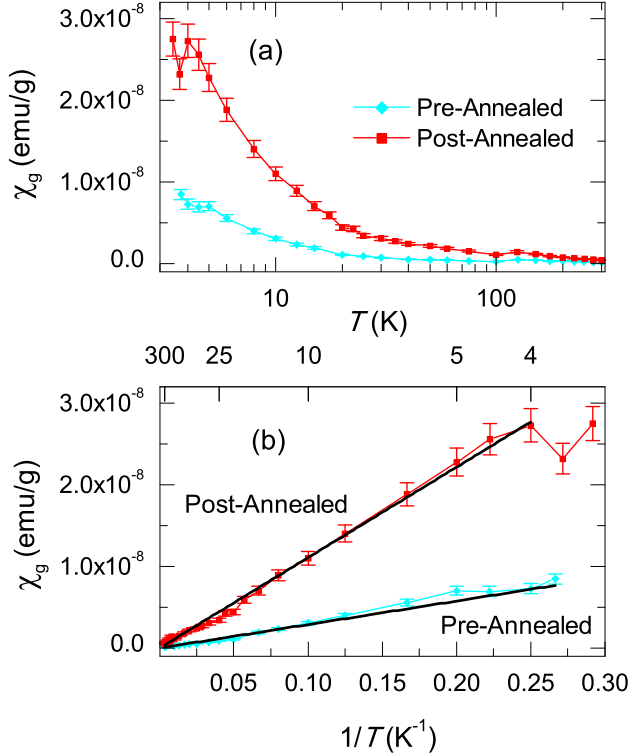 3.0x10⁻⁸
(a)
2.0x10⁻⁸
Pre-Annealed
Post-Annealed
1.0x10⁻⁸
0.0
χg (emu/g)
10 100
T (K)
300 25 10 5 4
3.0x10⁻⁸
(b)
2.0x10⁻⁸
Post-Annealed
1.0x10⁻⁸
Pre-Annealed
0.0
χg (emu/g)
0.05 0.10 0.15 0.20 0.25 0.30
1/T (K⁻¹)